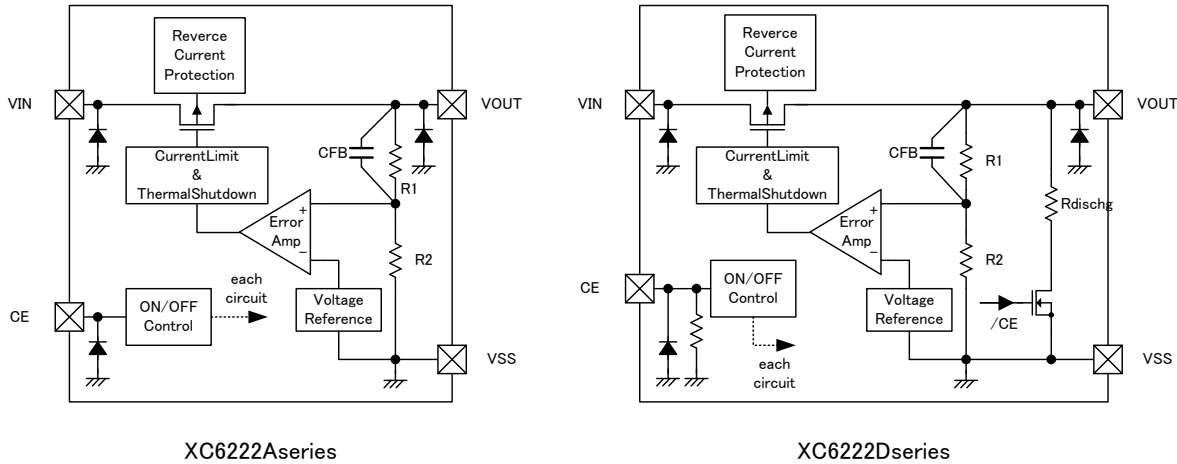 Reverce
Current
Protection
VIN
VOUT
CFB
R1
CurrentLimit
&
ThermalShutdown
+
Error
Amp
−
R2
each
circuit
CE
ON/OFF
Control
Voltage
Reference
VSS
XC6222Aseries
Reverce
Current
Protection
VIN
VOUT
CFB
R1
CurrentLimit
&
ThermalShutdown
Rdischg
+
Error
Amp
−
R2
CE
ON/OFF
Control
Voltage
Reference
/CE
each
circuit
VSS
XC6222Dseries